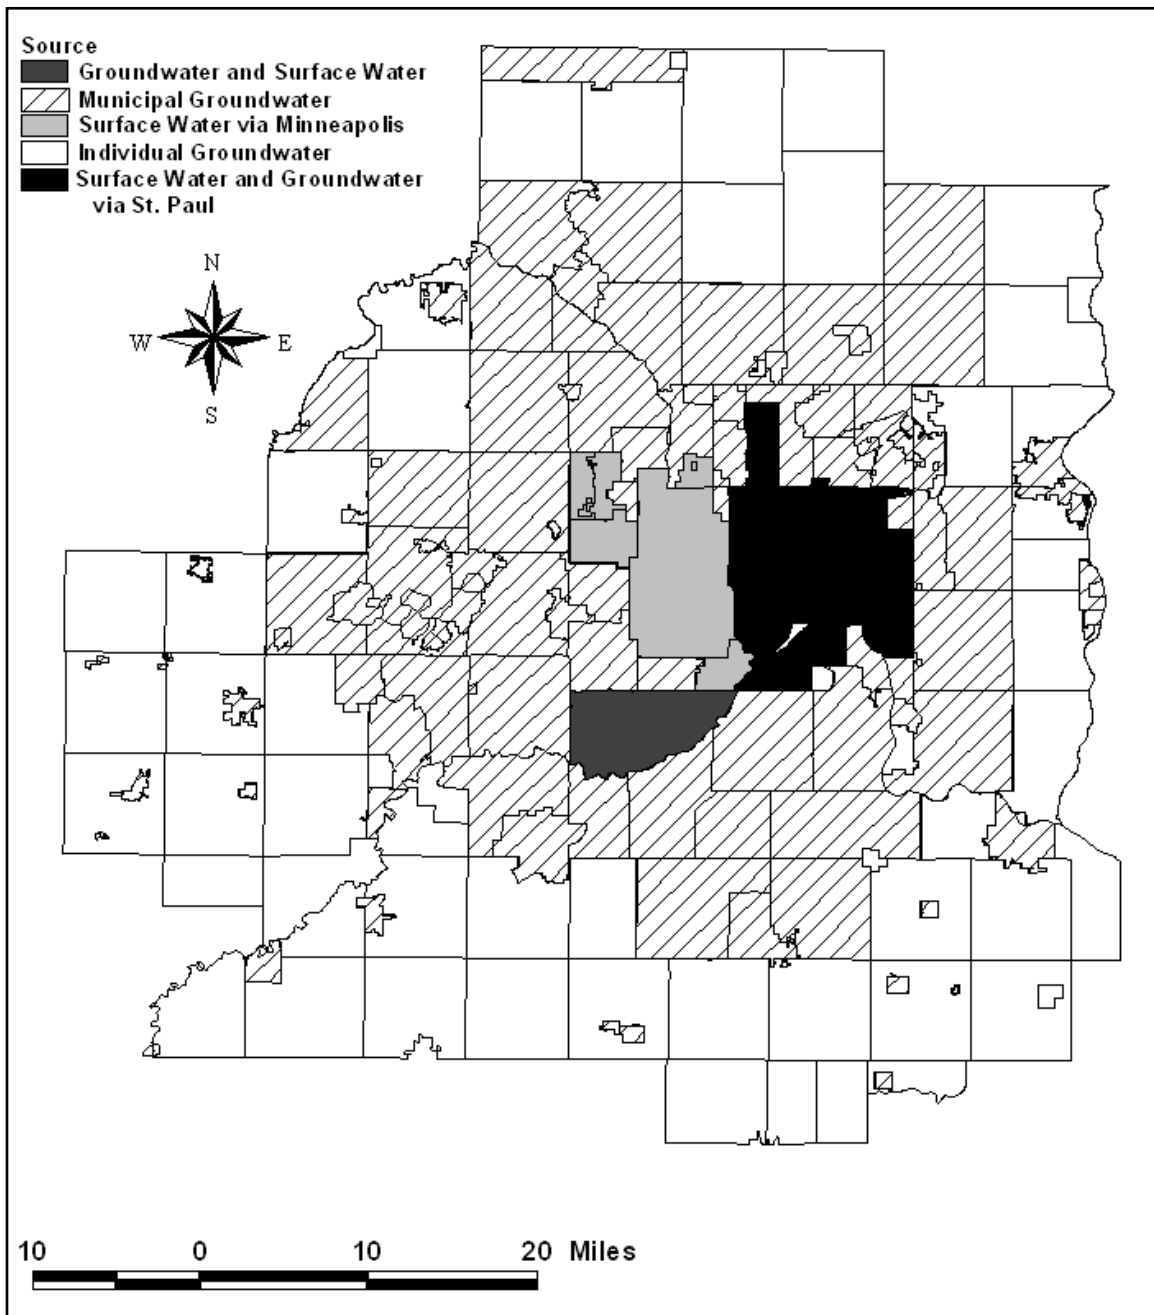 Source
Groundwater and Surface Water
Municipal Groundwater
Surface Water via Minneapolis
Individual Groundwater
Surface Water and Groundwater
via St. Paul
N
W
E
S
10 0 10 20 Miles